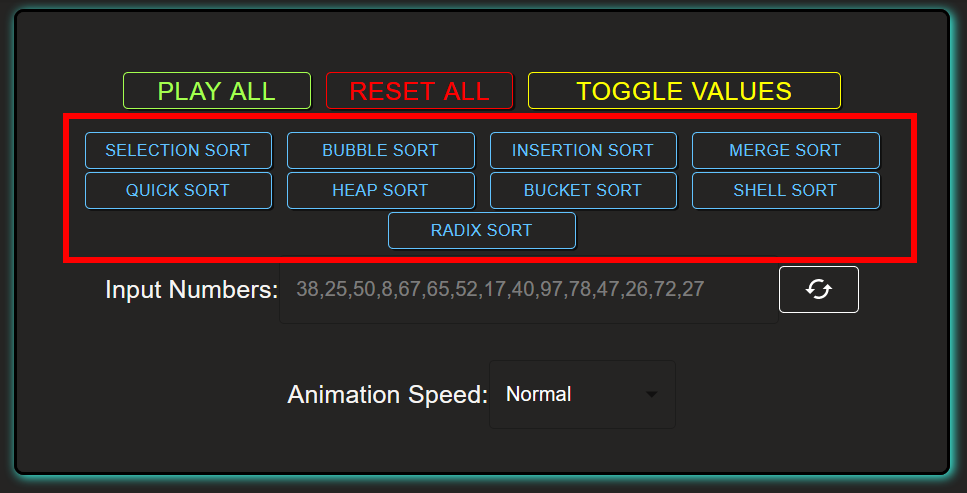 PLAY ALL RESET ALL TOGGLE VALUES
SELECTION SORT BUBBLE SORT INSERTION SORT MERGE SORT
QUICK SORT HEAP SORT BUCKET SORT SHELL SORT
RADIX SORT
Input Numbers: 38,25,50,8,67,65,52,17,40,97,78,47,26,72,27
Animation Speed: Normal